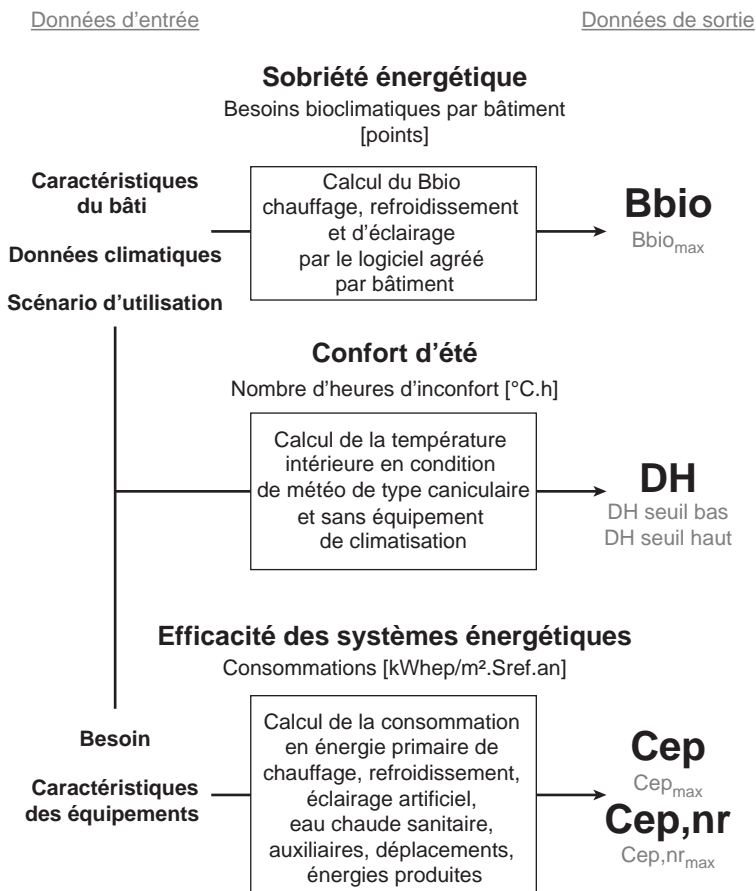 Données d'entrée
Données de sortie
Sobriété énergétique
Besoins bioclimatiques par bâtiment
[points]
Caractéristiques
du bâti
Données climatiques
Scénario d'utilisation
Calcul du Bbio
chauffage, refroidissement
et d'éclairage
par le logiciel agréé
par bâtiment
Bbio
Bbiomax
Confort d'été
Nombre d'heures d'inconfort [°C.h]
Calcul de la température
intérieure en condition
de météo de type caniculaire
et sans équipement
de climatisation
DH
DH seuil bas
DH seuil haut
Efficacité des systèmes énergétiques
Consommations [kWhep/m².Sref.an]
Besoin
Caractéristiques
des équipements
Calcul de la consommation
en énergie primaire de
chauffage, refroidissement,
éclairage artificiel,
eau chaude sanitaire,
auxiliaires, déplacements,
énergies produites
Cep
Cepmax
Cep,nr
Cep,nrmax